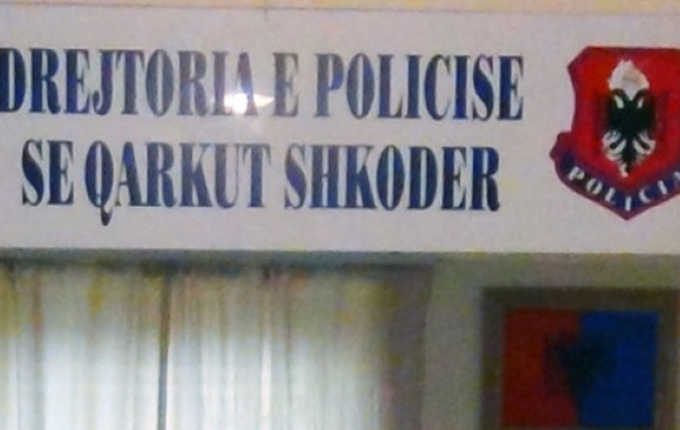 DREJTORIA E POLICISE
SE QARKUT SHKODER
POLICIA